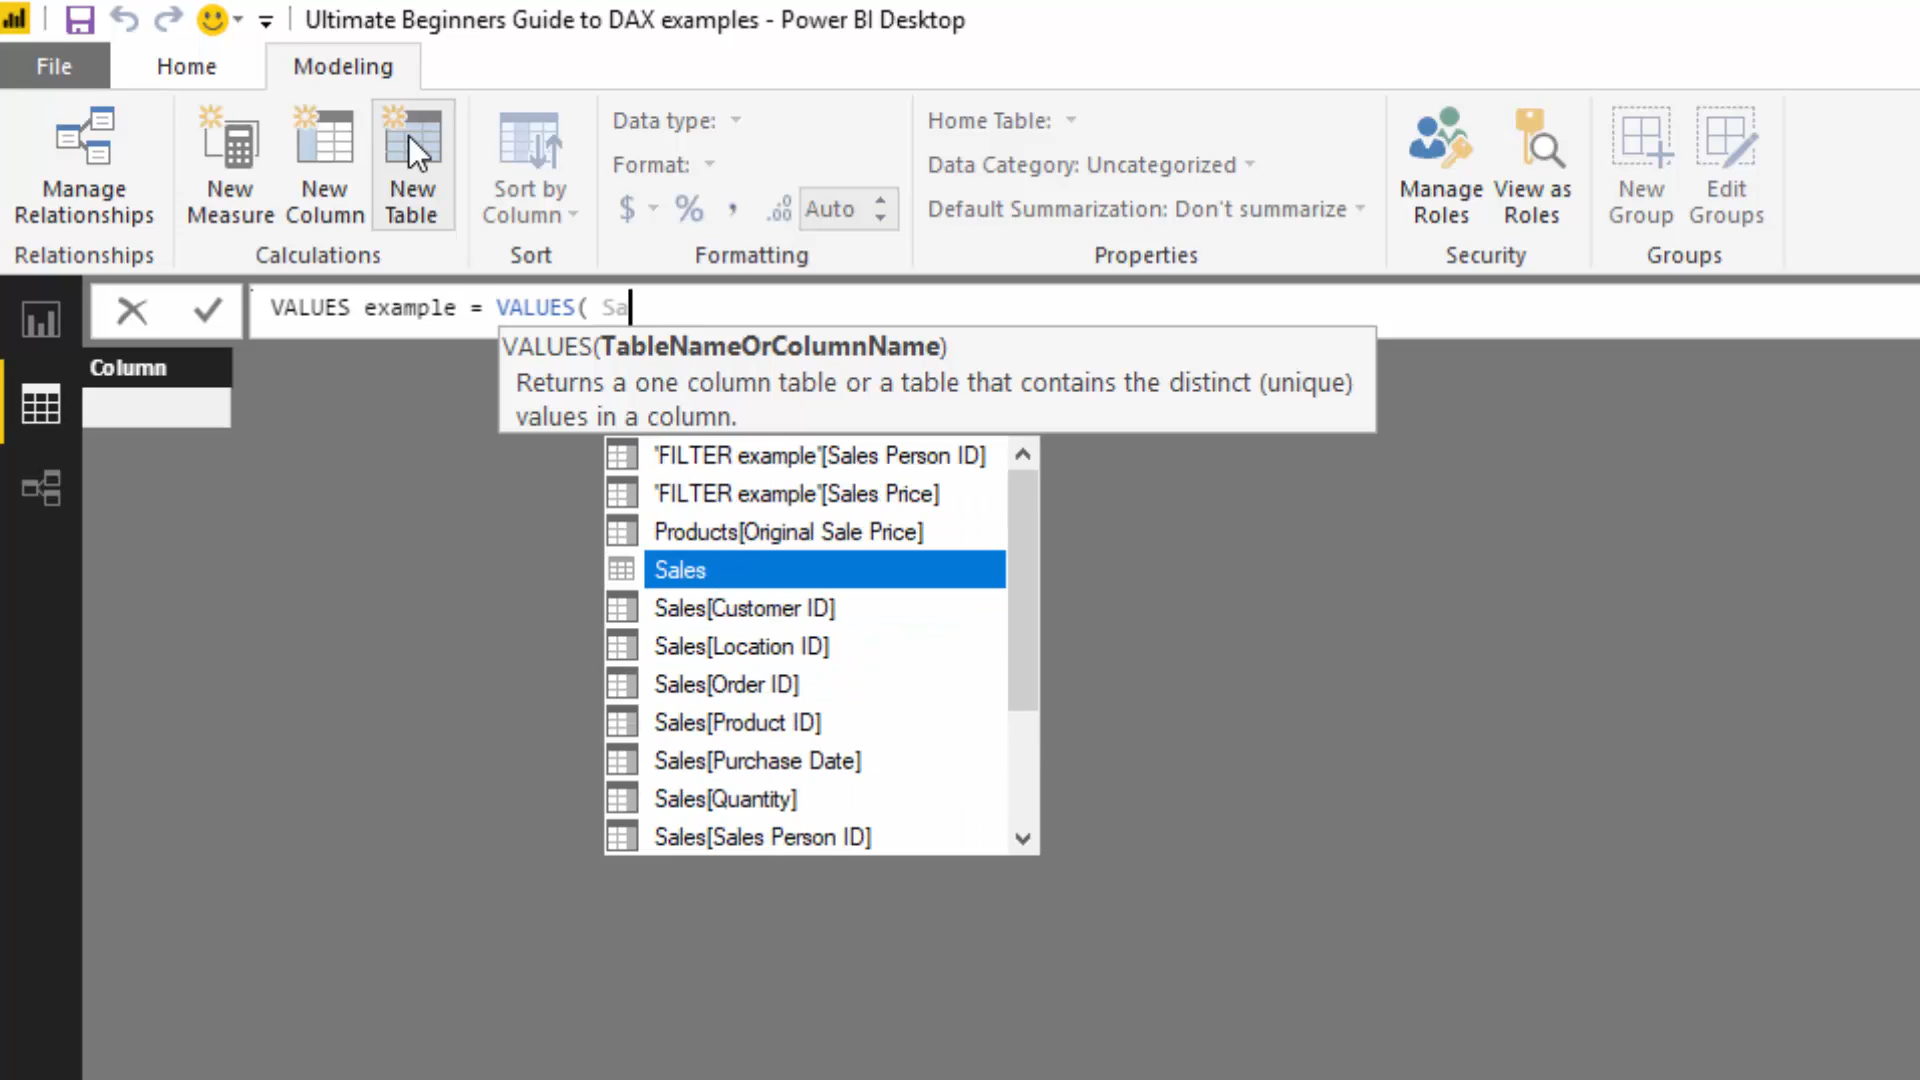 Ultimate Beginners Guide to DAX examples - Power BI Desktop
File Home Modeling
Manage Relationships
New Measure
New Column
New Table
Sort by Column
Data type:
Format:
$ % , .00 Auto
Home Table:
Data Category: Uncategorized
Default Summarization: Don't summarize
Manage Roles
View as Roles
New Group
Edit Groups
Relationships Calculations Sort Formatting Properties Security Groups
VALUES example = VALUES( Sa
VALUES(TableNameOrColumnName)
Returns a one column table or a table that contains the distinct (unique)
values in a column.
Column
'FILTER example'[Sales Person ID]
'FILTER example'[Sales Price]
Products[Original Sale Price]
Sales
Sales[Customer ID]
Sales[Location ID]
Sales[Order ID]
Sales[Product ID]
Sales[Purchase Date]
Sales[Quantity]
Sales[Sales Person ID]